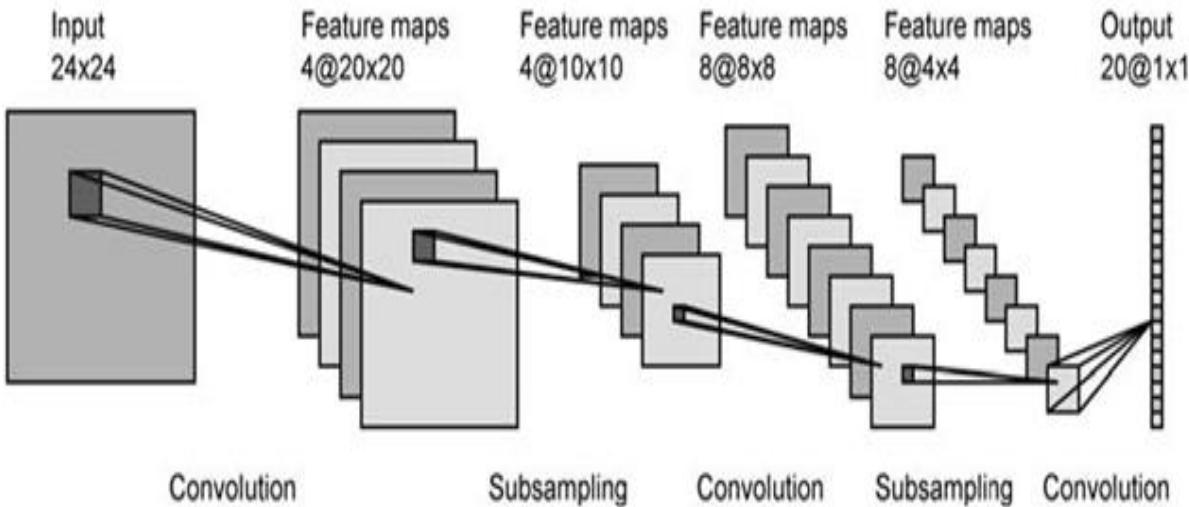 Input
24x24
Feature maps
4@20x20
Feature maps
4@10x10
Feature maps
8@8x8
Feature maps
8@4x4
Output
20@1x1
Convolution
Subsampling
Convolution
Subsampling
Convolution